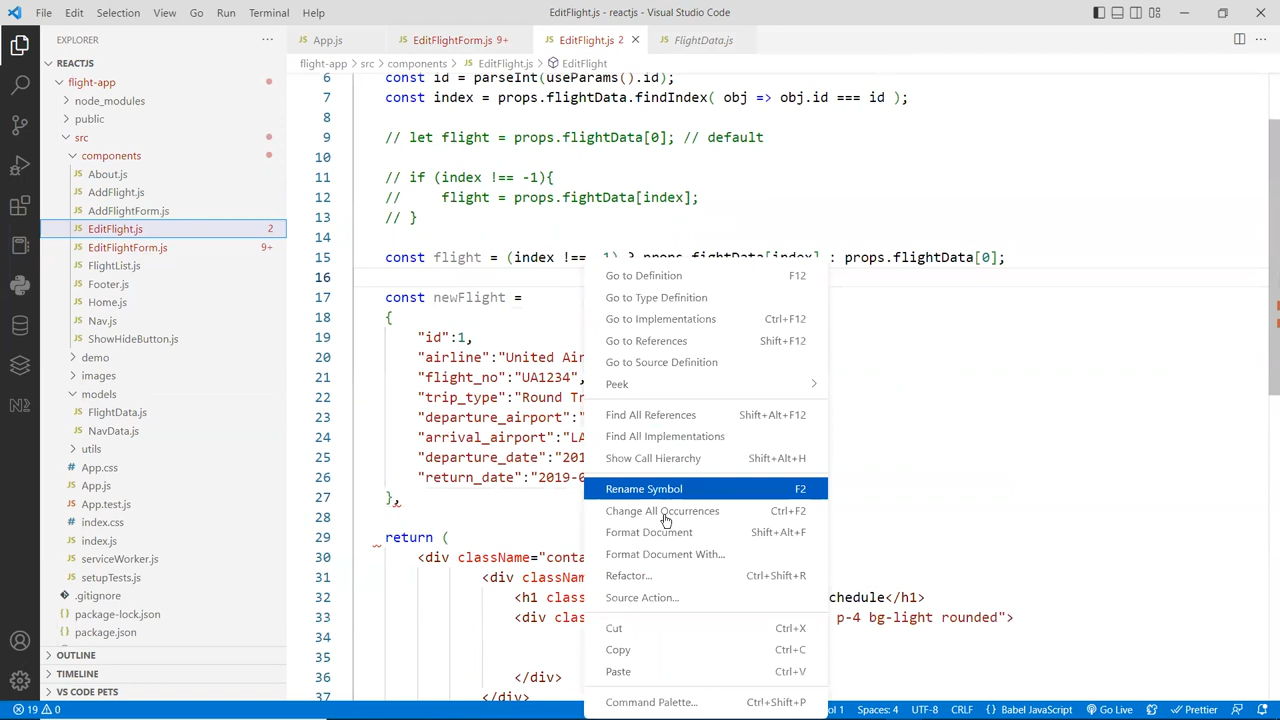 File Edit Selection View Go Run Terminal Help
EditFlight.js - reactjs - Visual Studio Code
EXPLORER
App.js
EditFlightForm.js 9+
EditFlight.js 2
FlightData.js
REACTJS
flight-app > src > components > EditFlight.js > EditFlight
flight-app
node_modules
public
src
components
About.js
AddFlight.js
AddFlightForm.js
EditFlight.js 2
EditFlightForm.js 9+
FlightList.js
Footer.js
Home.js
Nav.js
ShowHideButton.js
demo
images
models
FlightData.js
NavData.js
utils
App.css
App.js
App.test.js
index.css
index.js
serviceWorker.js
setupTests.js
.gitignore
package-lock.json
package.json
OUTLINE
TIMELINE
VS CODE PETS
6 const id = parseInt(useParams().id);
7 const index = props.flightData.findIndex( obj => obj.id === id );
8
9 // let flight = props.flightData[0]; // default
10
11 // if (index !== -1){
12 // flight = props.fightData[index];
13 // }
14
15 const flight = (index !== -1) ? props.fightData[index] : props.flightData[0];
16
17 const newFlight =
18 {
19 "id":1,
20 "airline":"United Air
21 "flight_no":"UA1234",
22 "trip_type":"Round Tr
23 "departure_airport":"
24 "arrival_airport":"LA
25 "departure_date":"201
26 "return_date":"2019-0
27 },
28
29 return (
30 <div className="conta
31 <div classNam
32 <h1 clas chedule</h1>
33 <div clas p-4 bg-light rounded">
34
35
36 </div>
37 </div>
Go to Definition F12
Go to Type Definition
Go to Implementations Ctrl+F12
Go to References Shift+F12
Go to Source Definition
Peek
Find All References Shift+Alt+F12
Find All Implementations
Show Call Hierarchy Shift+Alt+H
Rename Symbol F2
Change All Occurrences Ctrl+F2
Format Document Shift+Alt+F
Format Document With...
Refactor... Ctrl+Shift+R
Source Action...
Cut Ctrl+X
Copy Ctrl+C
Paste Ctrl+V
Command Palette... Ctrl+Shift+P
19 0
ol 1 Spaces: 4 UTF-8 CRLF {} Babel JavaScript Go Live Prettier